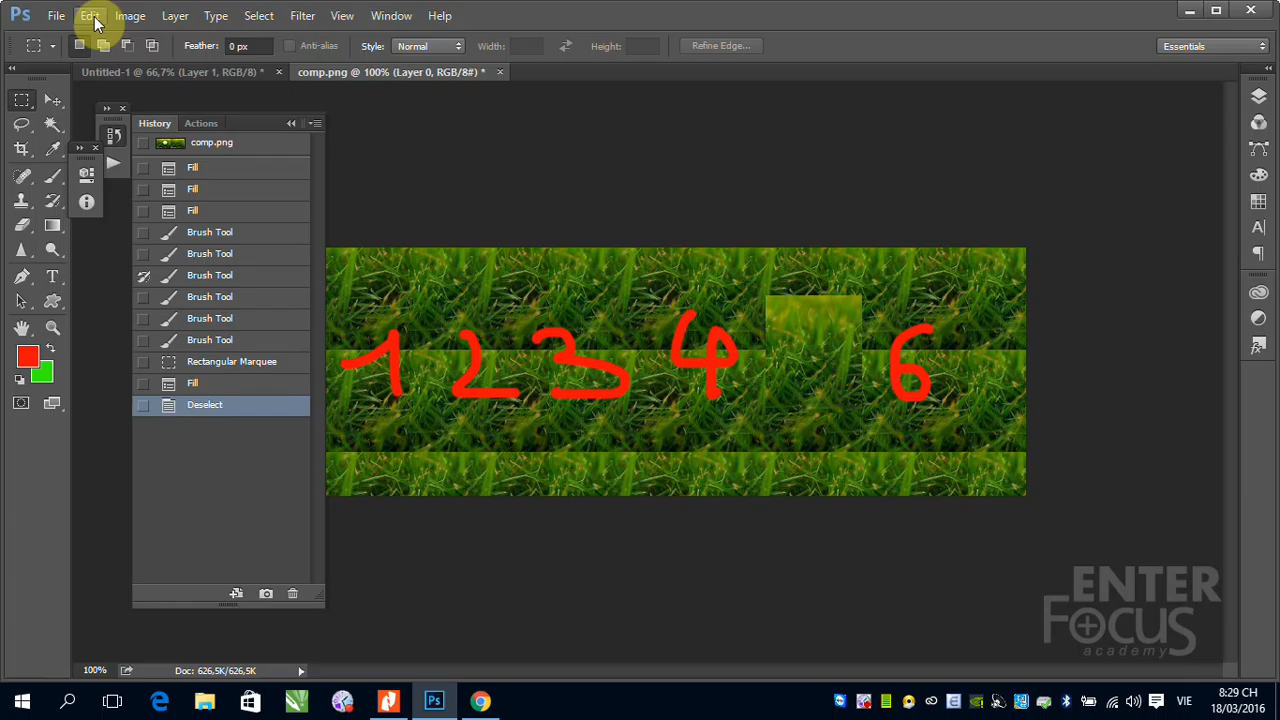 Ps File Edit Image Layer Type Select Filter View Window Help
Feather: 0 px Anti-alias Style: Normal Width: Height: Refine Edge... Essentials
Untitled-1 @ 66,7% (Layer 1, RGB/8) * comp.png @ 100% (Layer 0, RGB/8#) *
History Actions
comp.png
Fill
Fill
Fill
Brush Tool
Brush Tool
Brush Tool
Brush Tool
Brush Tool
Brush Tool
Rectangular Marquee
Fill
Deselect
1 2 3 4 6
ENTER
FOCUS
academy
100% Doc: 626,5K/626,5K
Ps VIE 8:29 CH
18/03/2016